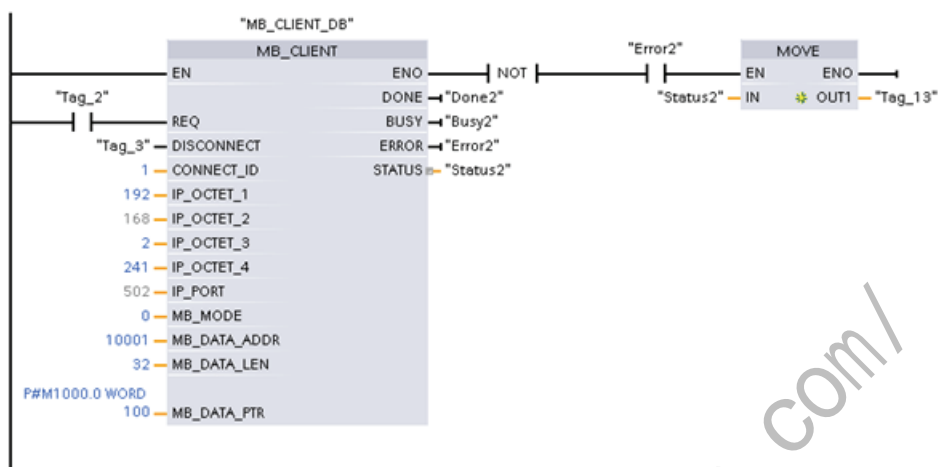 "MB_CLIENT_DB"
MB_CLIENT
EN ENO NOT "Error2" MOVE EN ENO
"Tag_2" DONE "Done2" "Status2" IN OUT1 "Tag_13"
REQ BUSY "Busy2"
"Tag_3" DISCONNECT ERROR "Error2"
1 CONNECT_ID STATUS "Status2"
192 IP_OCTET_1
168 IP_OCTET_2
2 IP_OCTET_3
241 IP_OCTET_4
502 IP_PORT
0 MB_MODE
10001 MB_DATA_ADDR
32 MB_DATA_LEN
P#M1000.0 WORD
100 MB_DATA_PTR
com/